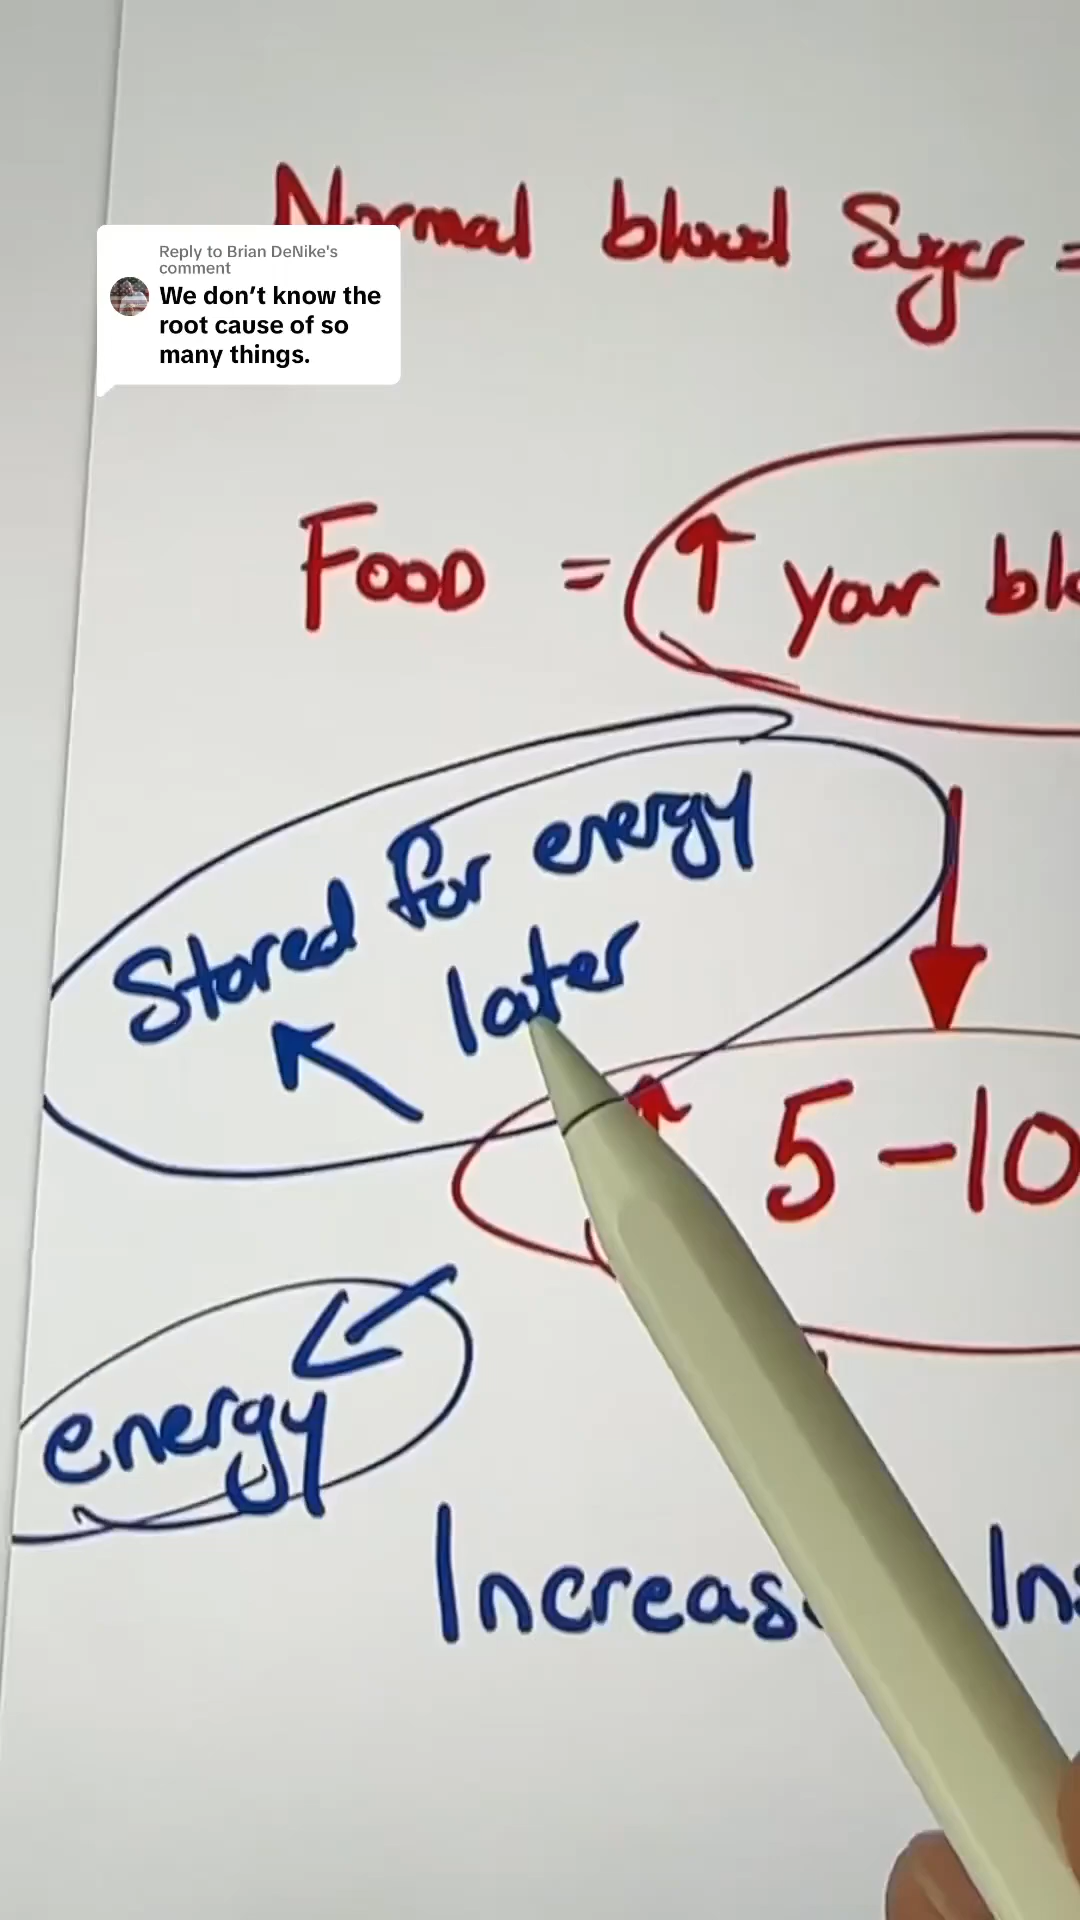 Normal blood Sugar =
Reply to Brian DeNike's
comment
We don’t know the
root cause of so
many things.
Food = ↑ your
Stored for energy
later
5-10
energy
Increase